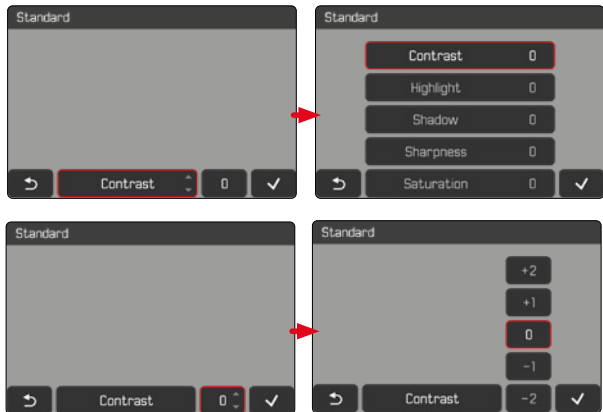 Standard
Contrast 0
Standard
Contrast 0
Highlight 0
Shadow 0
Sharpness 0
Saturation 0
Standard
Contrast 0
Standard
+2
+1
0
-1
Contrast -2